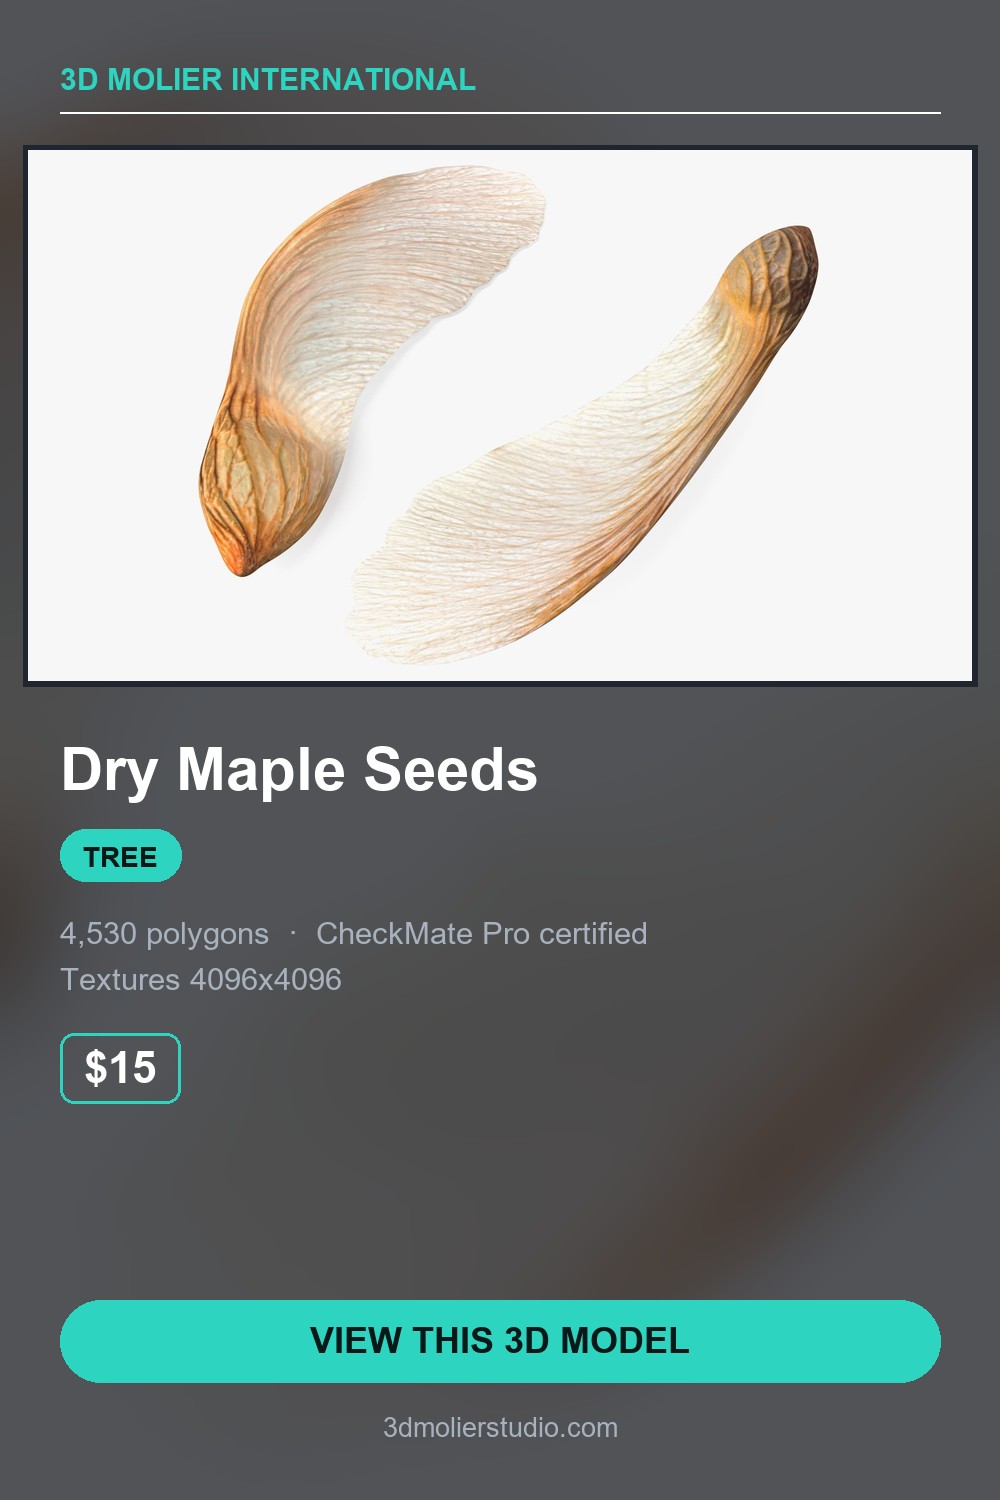 3D MOLIER INTERNATIONAL
Dry Maple Seeds
TREE
4,530 polygons · CheckMate Pro certified
Textures 4096x4096
$15
VIEW THIS 3D MODEL
3dmolierstudio.com